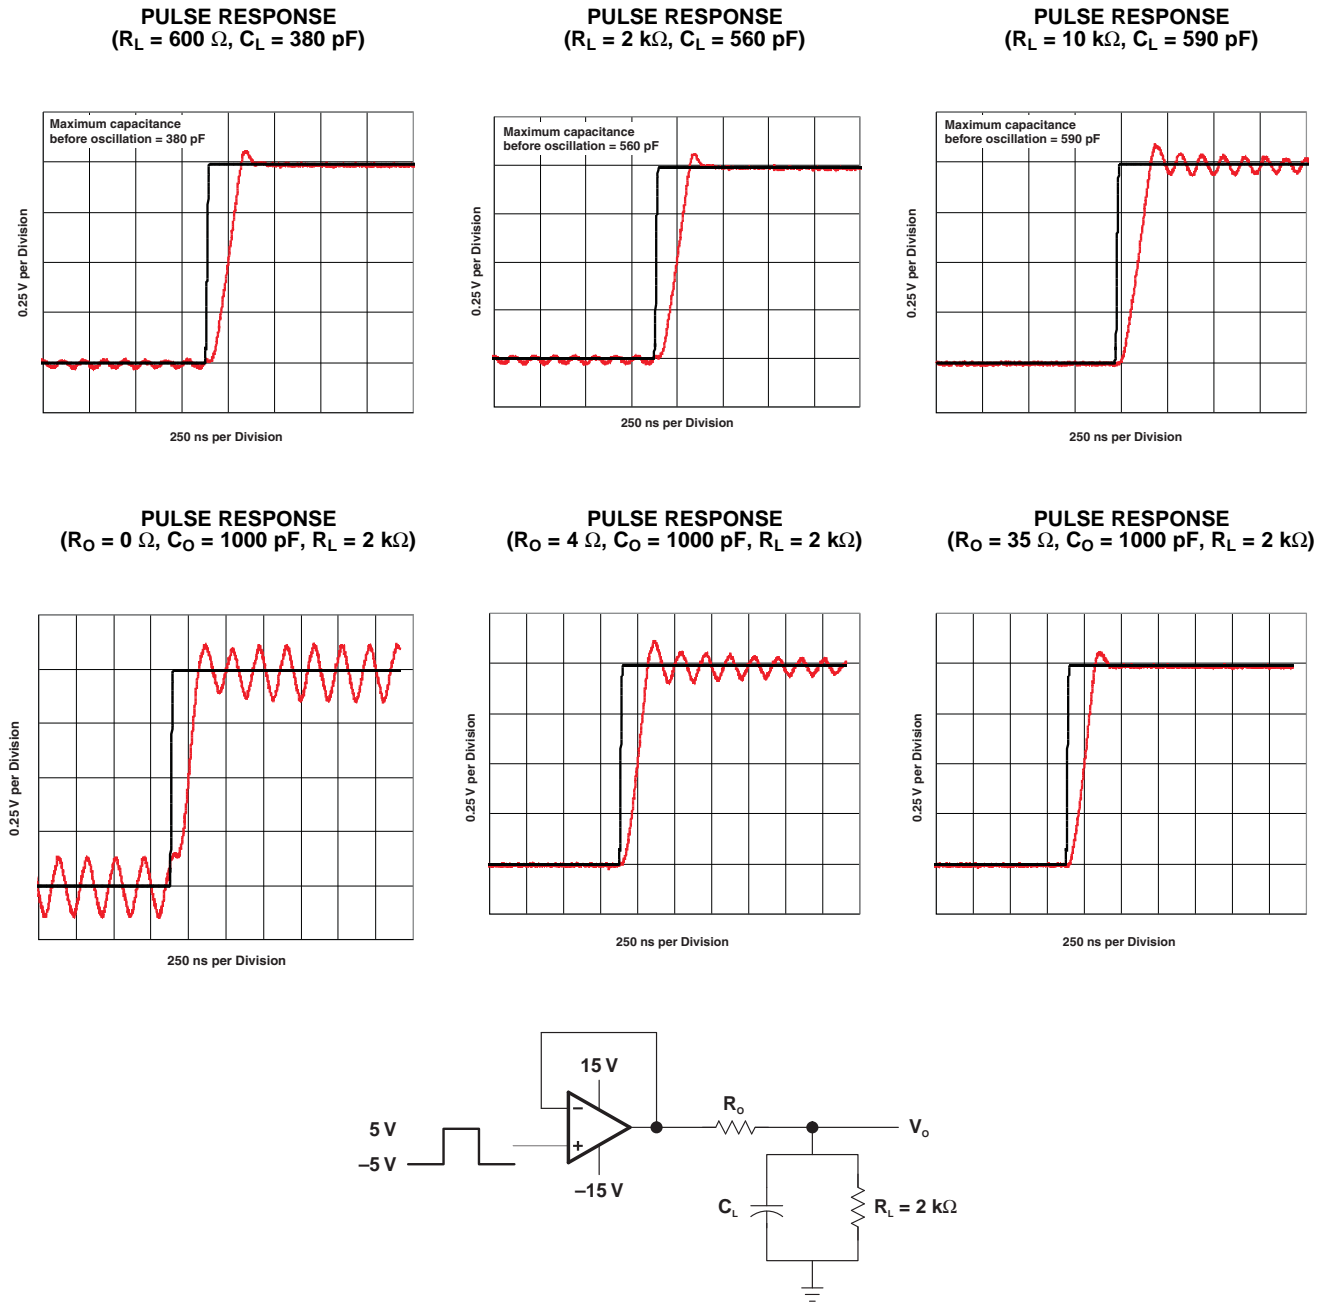 PULSE RESPONSE
(RL = 600 Ω, CL = 380 pF)
Maximum capacitance
before oscillation = 380 pF
0.25 V per Division
250 ns per Division
PULSE RESPONSE
(RL = 2 kΩ, CL = 560 pF)
Maximum capacitance
before oscillation = 560 pF
0.25 V per Division
250 ns per Division
PULSE RESPONSE
(RL = 10 kΩ, CL = 590 pF)
Maximum capacitance
before oscillation = 590 pF
0.25 V per Division
250 ns per Division
PULSE RESPONSE
(RO = 0 Ω, CO = 1000 pF, RL = 2 kΩ)
0.25 V per Division
250 ns per Division
PULSE RESPONSE
(RO = 4 Ω, CO = 1000 pF, RL = 2 kΩ)
0.25 V per Division
250 ns per Division
PULSE RESPONSE
(RO = 35 Ω, CO = 1000 pF, RL = 2 kΩ)
0.25 V per Division
250 ns per Division
15 V
5 V
–5 V
–
+
–15 V
Ro
Vo
CL
RL = 2 kΩ